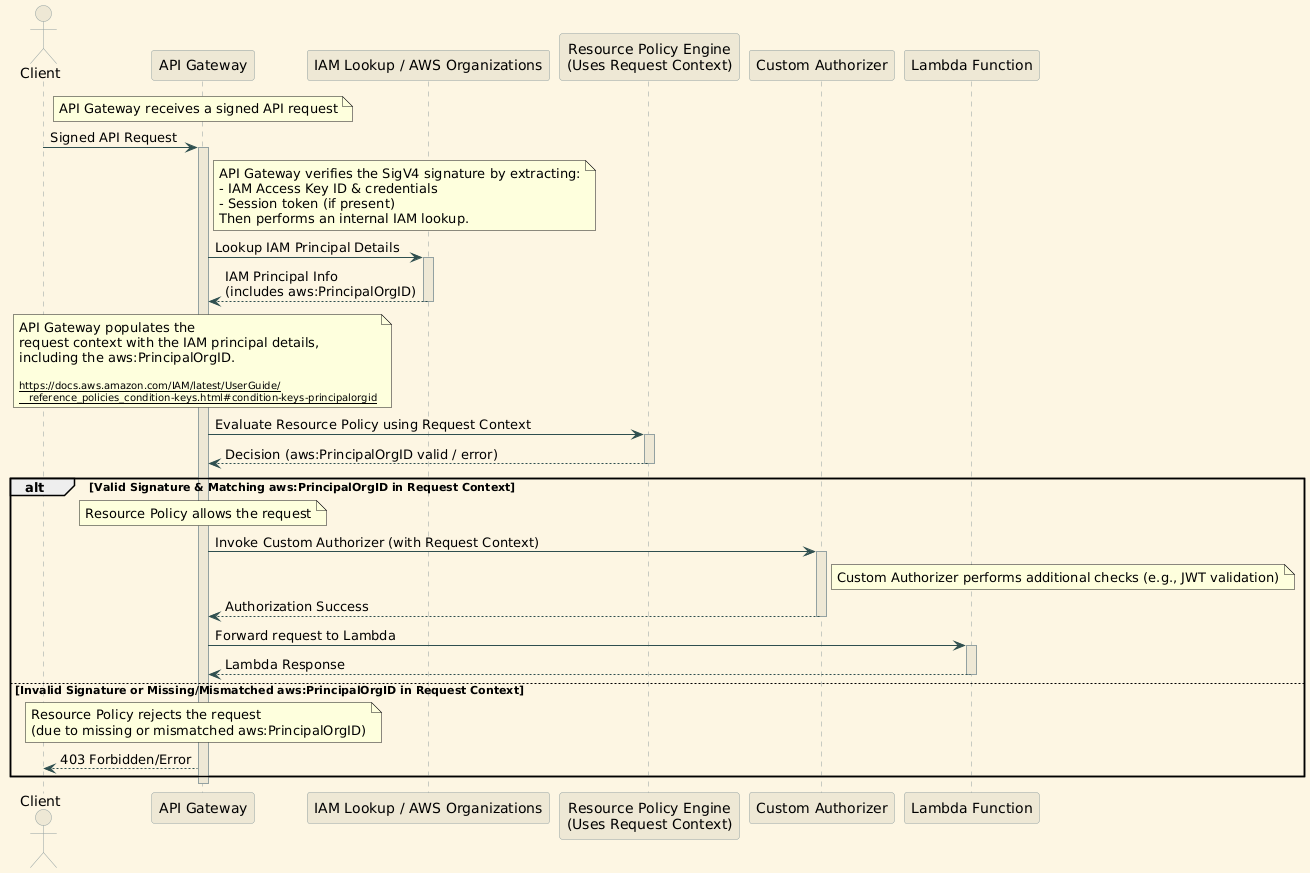 Client
API Gateway
IAM Lookup / AWS Organizations
Resource Policy Engine
(Uses Request Context)
Custom Authorizer
Lambda Function
API Gateway receives a signed API request
Signed API Request
API Gateway verifies the SigV4 signature by extracting:
- IAM Access Key ID & credentials
- Session token (if present)
Then performs an internal IAM lookup.
Lookup IAM Principal Details
IAM Principal Info
(includes aws:PrincipalOrgID)
API Gateway populates the
request context with the IAM principal details,
including the aws:PrincipalOrgID.
https://docs.aws.amazon.com/IAM/latest/UserGuide/
reference_policies_condition-keys.html#condition-keys-principalorgid
Evaluate Resource Policy using Request Context
Decision (aws:PrincipalOrgID valid / error)
alt
[Valid Signature & Matching aws:PrincipalOrgID in Request Context]
Resource Policy allows the request
Invoke Custom Authorizer (with Request Context)
Custom Authorizer performs additional checks (e.g., JWT validation)
Authorization Success
Forward request to Lambda
Lambda Response
[Invalid Signature or Missing/Mismatched aws:PrincipalOrgID in Request Context]
Resource Policy rejects the request
(due to missing or mismatched aws:PrincipalOrgID)
403 Forbidden/Error
Client
API Gateway
IAM Lookup / AWS Organizations
Resource Policy Engine
(Uses Request Context)
Custom Authorizer
Lambda Function